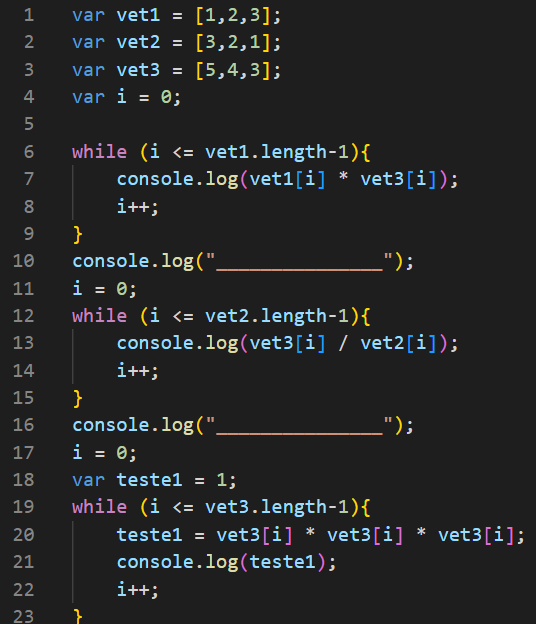 1 var vet1 = [1,2,3];
2 var vet2 = [3,2,1];
3 var vet3 = [5,4,3];
4 var i = 0;
5
6 while (i <= vet1.length-1){
7     console.log(vet1[i] * vet3[i]);
8     i++;
9 }
10 console.log("_______________");
11 i = 0;
12 while (i <= vet2.length-1){
13     console.log(vet3[i] / vet2[i]);
14     i++;
15 }
16 console.log("_______________");
17 i = 0;
18 var teste1 = 1;
19 while (i <= vet3.length-1){
20     teste1 = vet3[i] * vet3[i] * vet3[i];
21     console.log(teste1);
22     i++;
23 }